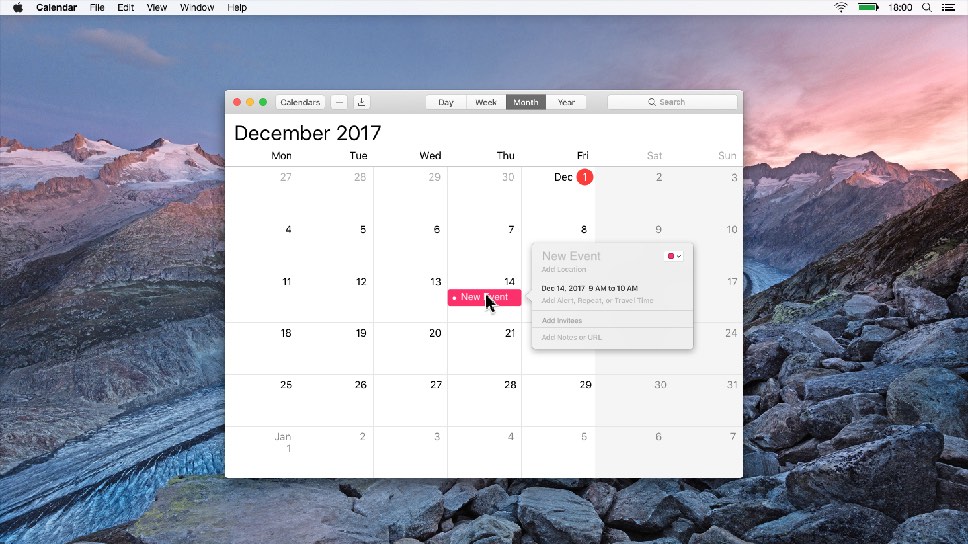 Calendar File Edit View Window Help 18:00
Calendars Day Week Month Year Search
December 2017
Mon Tue Wed Thu Fri Sat Sun
27 28 29 30 Dec 1 2 3
4 5 6 7 8 9 10
11 12 13 14 17
New Event
New Event
Add Location
Dec 14, 2017 9 AM to 10 AM
Add Alert, Repeat, or Travel Time
Add Invitees
Add Notes or URL
18 19 20 21 24
25 26 27 28 29 30 31
Jan 1 2 3 4 5 6 7